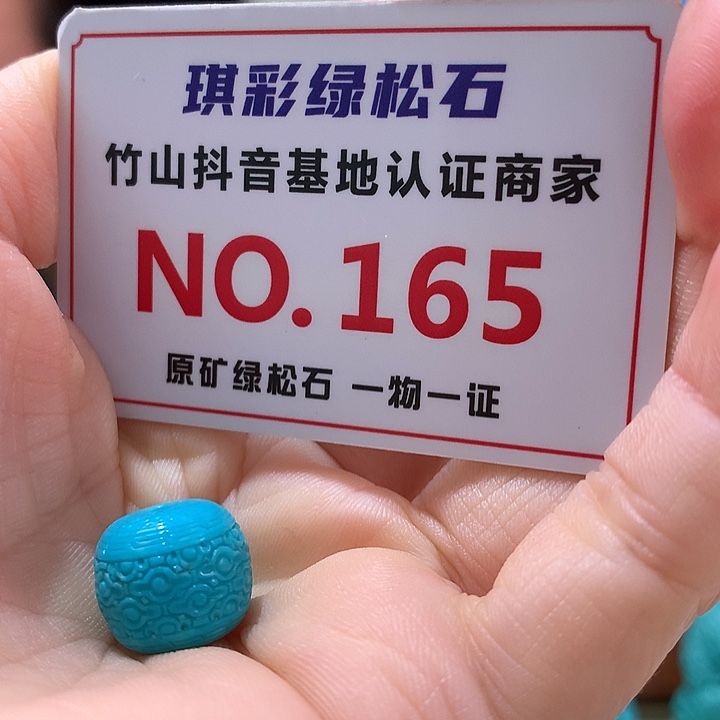 琪彩绿松石
竹山抖音基地认证商家
NO.165
原矿绿松石 一物一证